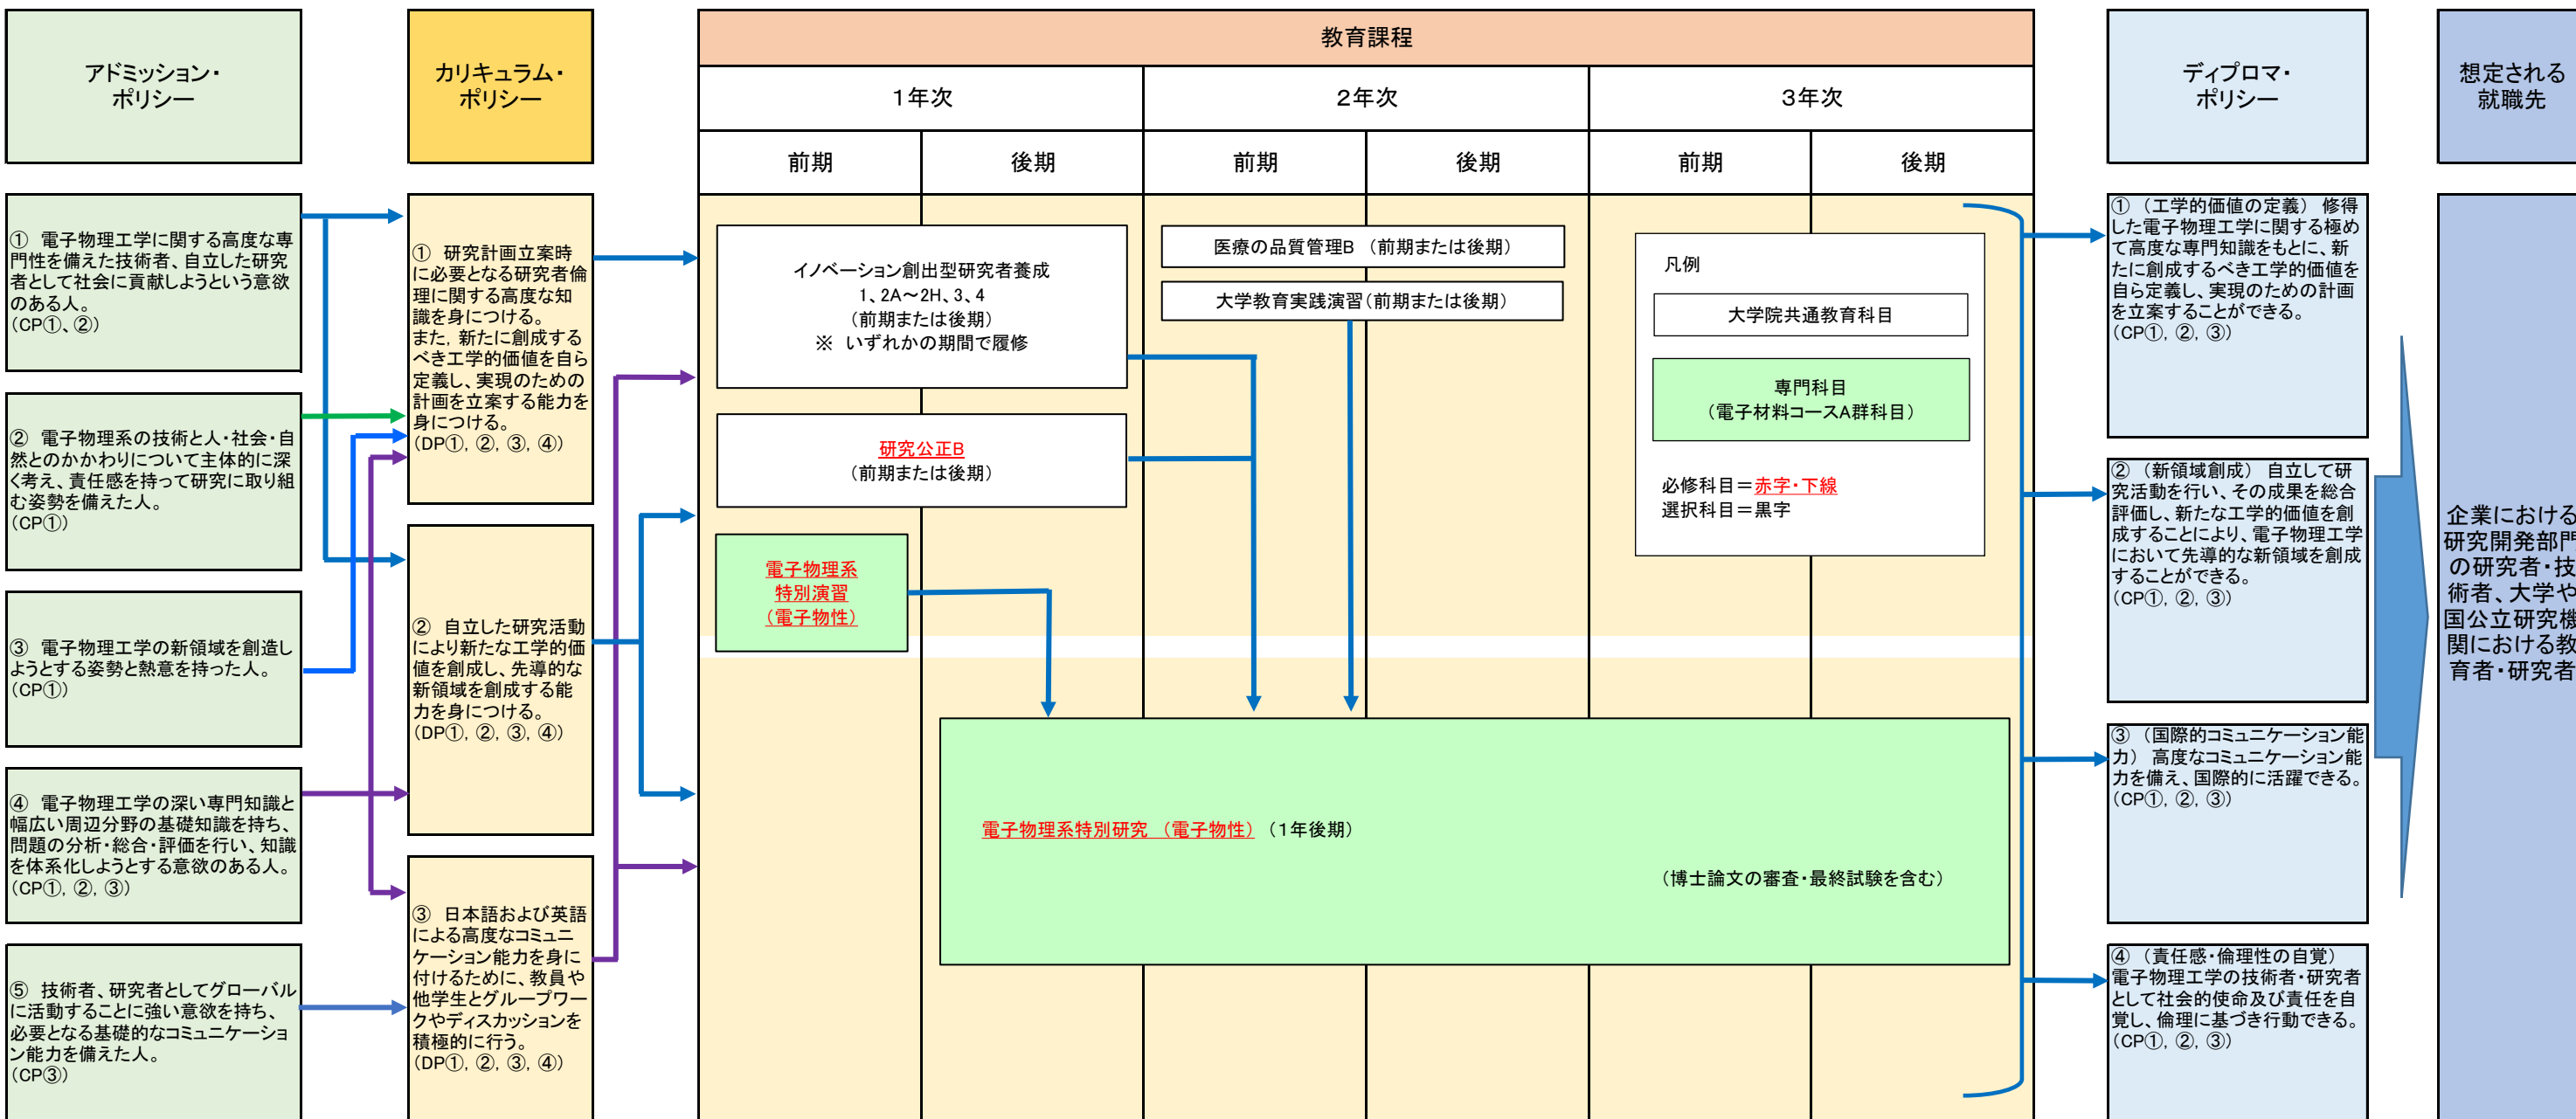 アドミッション・
ポリシー
① 電子物理工学に関する高度な専
門性を備えた技術者、自立した研究
者として社会に貢献しようという意欲
のある人。
(CP①、②)
② 電子物理系の技術と人・社会・自
然とのかかわりについて主体的に深
く考え、責任感を持って研究に取り組
む姿勢を備えた人。
(CP①)
③ 電子物理工学の新領域を創造し
ようとする姿勢と熱意を持った人。
(CP①)
④ 電子物理工学の深い専門知識と
幅広い周辺分野の基礎知識を持ち、
問題の分析・総合・評価を行い、知識
を体系化しようとする意欲のある人。
(CP①, ②, ③)
⑤ 技術者、研究者としてグローバル
に活動することに強い意欲を持ち、
必要となる基礎的なコミュニケーショ
ン能力を備えた人。
(CP③)
カリキュラム・
ポリシー
① 研究計画立案時
に必要となる研究者倫
理に関する高度な知
識を身につける。
また, 新たに創成する
べき工学的価値を自ら
定義し、実現のための
計画を立案する能力を
身につける。
(DP①, ②, ③, ④)
② 自立した研究活動
により新たな工学的価
値を創成し、先導的な
新領域を創成する能
力を身につける。
(DP①, ②, ③, ④)
③ 日本語および英語
による高度なコミュニ
ケーション能力を身に
付けるために、教員や
他学生とグループワー
クやディスカッションを
積極的に行う。
(DP①, ②, ③, ④)
教育課程
1年次
2年次
3年次
前期
後期
前期
後期
前期
後期
イノベーション創出型研究者養成
1、2A～2H、3、4
(前期または後期)
※ いずれかの期間で履修
研究公正B
(前期または後期)
電子物理系
特別演習
(電子物性)
医療の品質管理B (前期または後期)
大学教育実践演習(前期または後期)
凡例
大学院共通教育科目
専門科目
(電子材料コースA群科目)
必修科目＝赤字・下線
選択科目＝黒字
電子物理系特別研究 (電子物性) (1年後期)
(博士論文の審査・最終試験を含む)
ディプロマ・
ポリシー
① (工学的価値の定義) 修得
した電子物理工学に関する極め
て高度な専門知識をもとに、新
たに創成するべき工学的価値を
自ら定義し、実現のための計画
を立案することができる。
(CP①, ②, ③)
② (新領域創成) 自立して研
究活動を行い、その成果を総合
評価し、新たな工学的価値を創
成することにより、電子物理工学
において先導的な新領域を創成
することができる。
(CP①, ②, ③)
③ (国際的コミュニケーション能
力) 高度なコミュニケーション能
力を備え、国際的に活躍できる。
(CP①, ②, ③)
④ (責任感・倫理性の自覚)
電子物理工学の技術者・研究者
として社会的使命及び責任を自
覚し、倫理に基づき行動できる。
(CP①, ②, ③)
想定される
就職先
企業における
研究開発部門
の研究者・技
術者、大学や
国公立研究機
関における教
育者・研究者